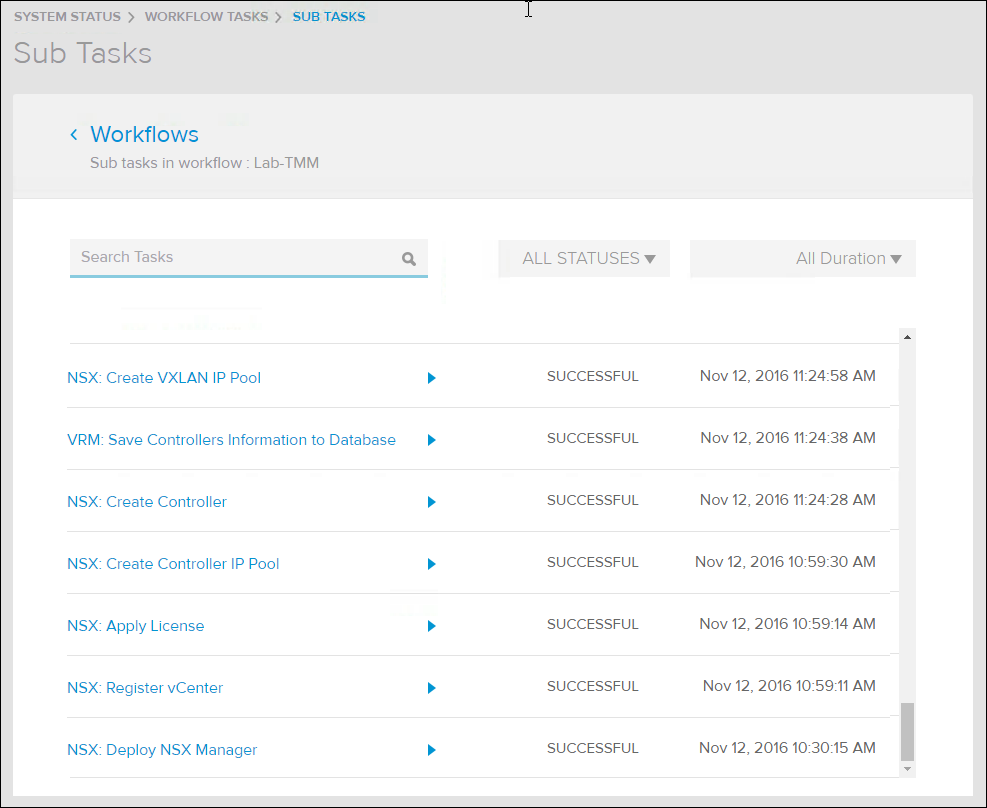 SYSTEM STATUS > WORKFLOW TASKS > SUB TASKS
Sub Tasks
‹ Workflows
Sub tasks in workflow : Lab-TMM
Search Tasks ALL STATUSES ▼ All Duration ▼
NSX: Create VXLAN IP Pool SUCCESSFUL Nov 12, 2016 11:24:58 AM
VRM: Save Controllers Information to Database SUCCESSFUL Nov 12, 2016 11:24:38 AM
NSX: Create Controller SUCCESSFUL Nov 12, 2016 11:24:28 AM
NSX: Create Controller IP Pool SUCCESSFUL Nov 12, 2016 10:59:30 AM
NSX: Apply License SUCCESSFUL Nov 12, 2016 10:59:14 AM
NSX: Register vCenter SUCCESSFUL Nov 12, 2016 10:59:11 AM
NSX: Deploy NSX Manager SUCCESSFUL Nov 12, 2016 10:30:15 AM